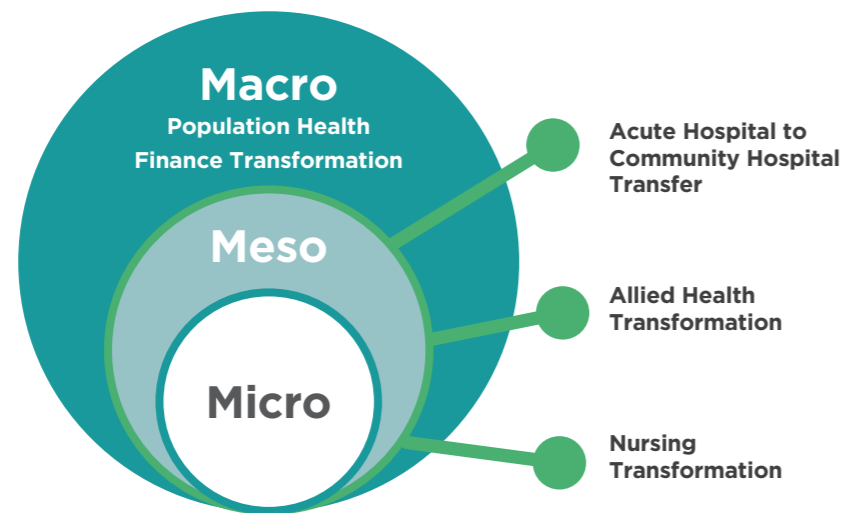 Macro
Population Health
Finance Transformation
Meso
Micro
Acute Hospital to
Community Hospital
Transfer
Allied Health
Transformation
Nursing
Transformation